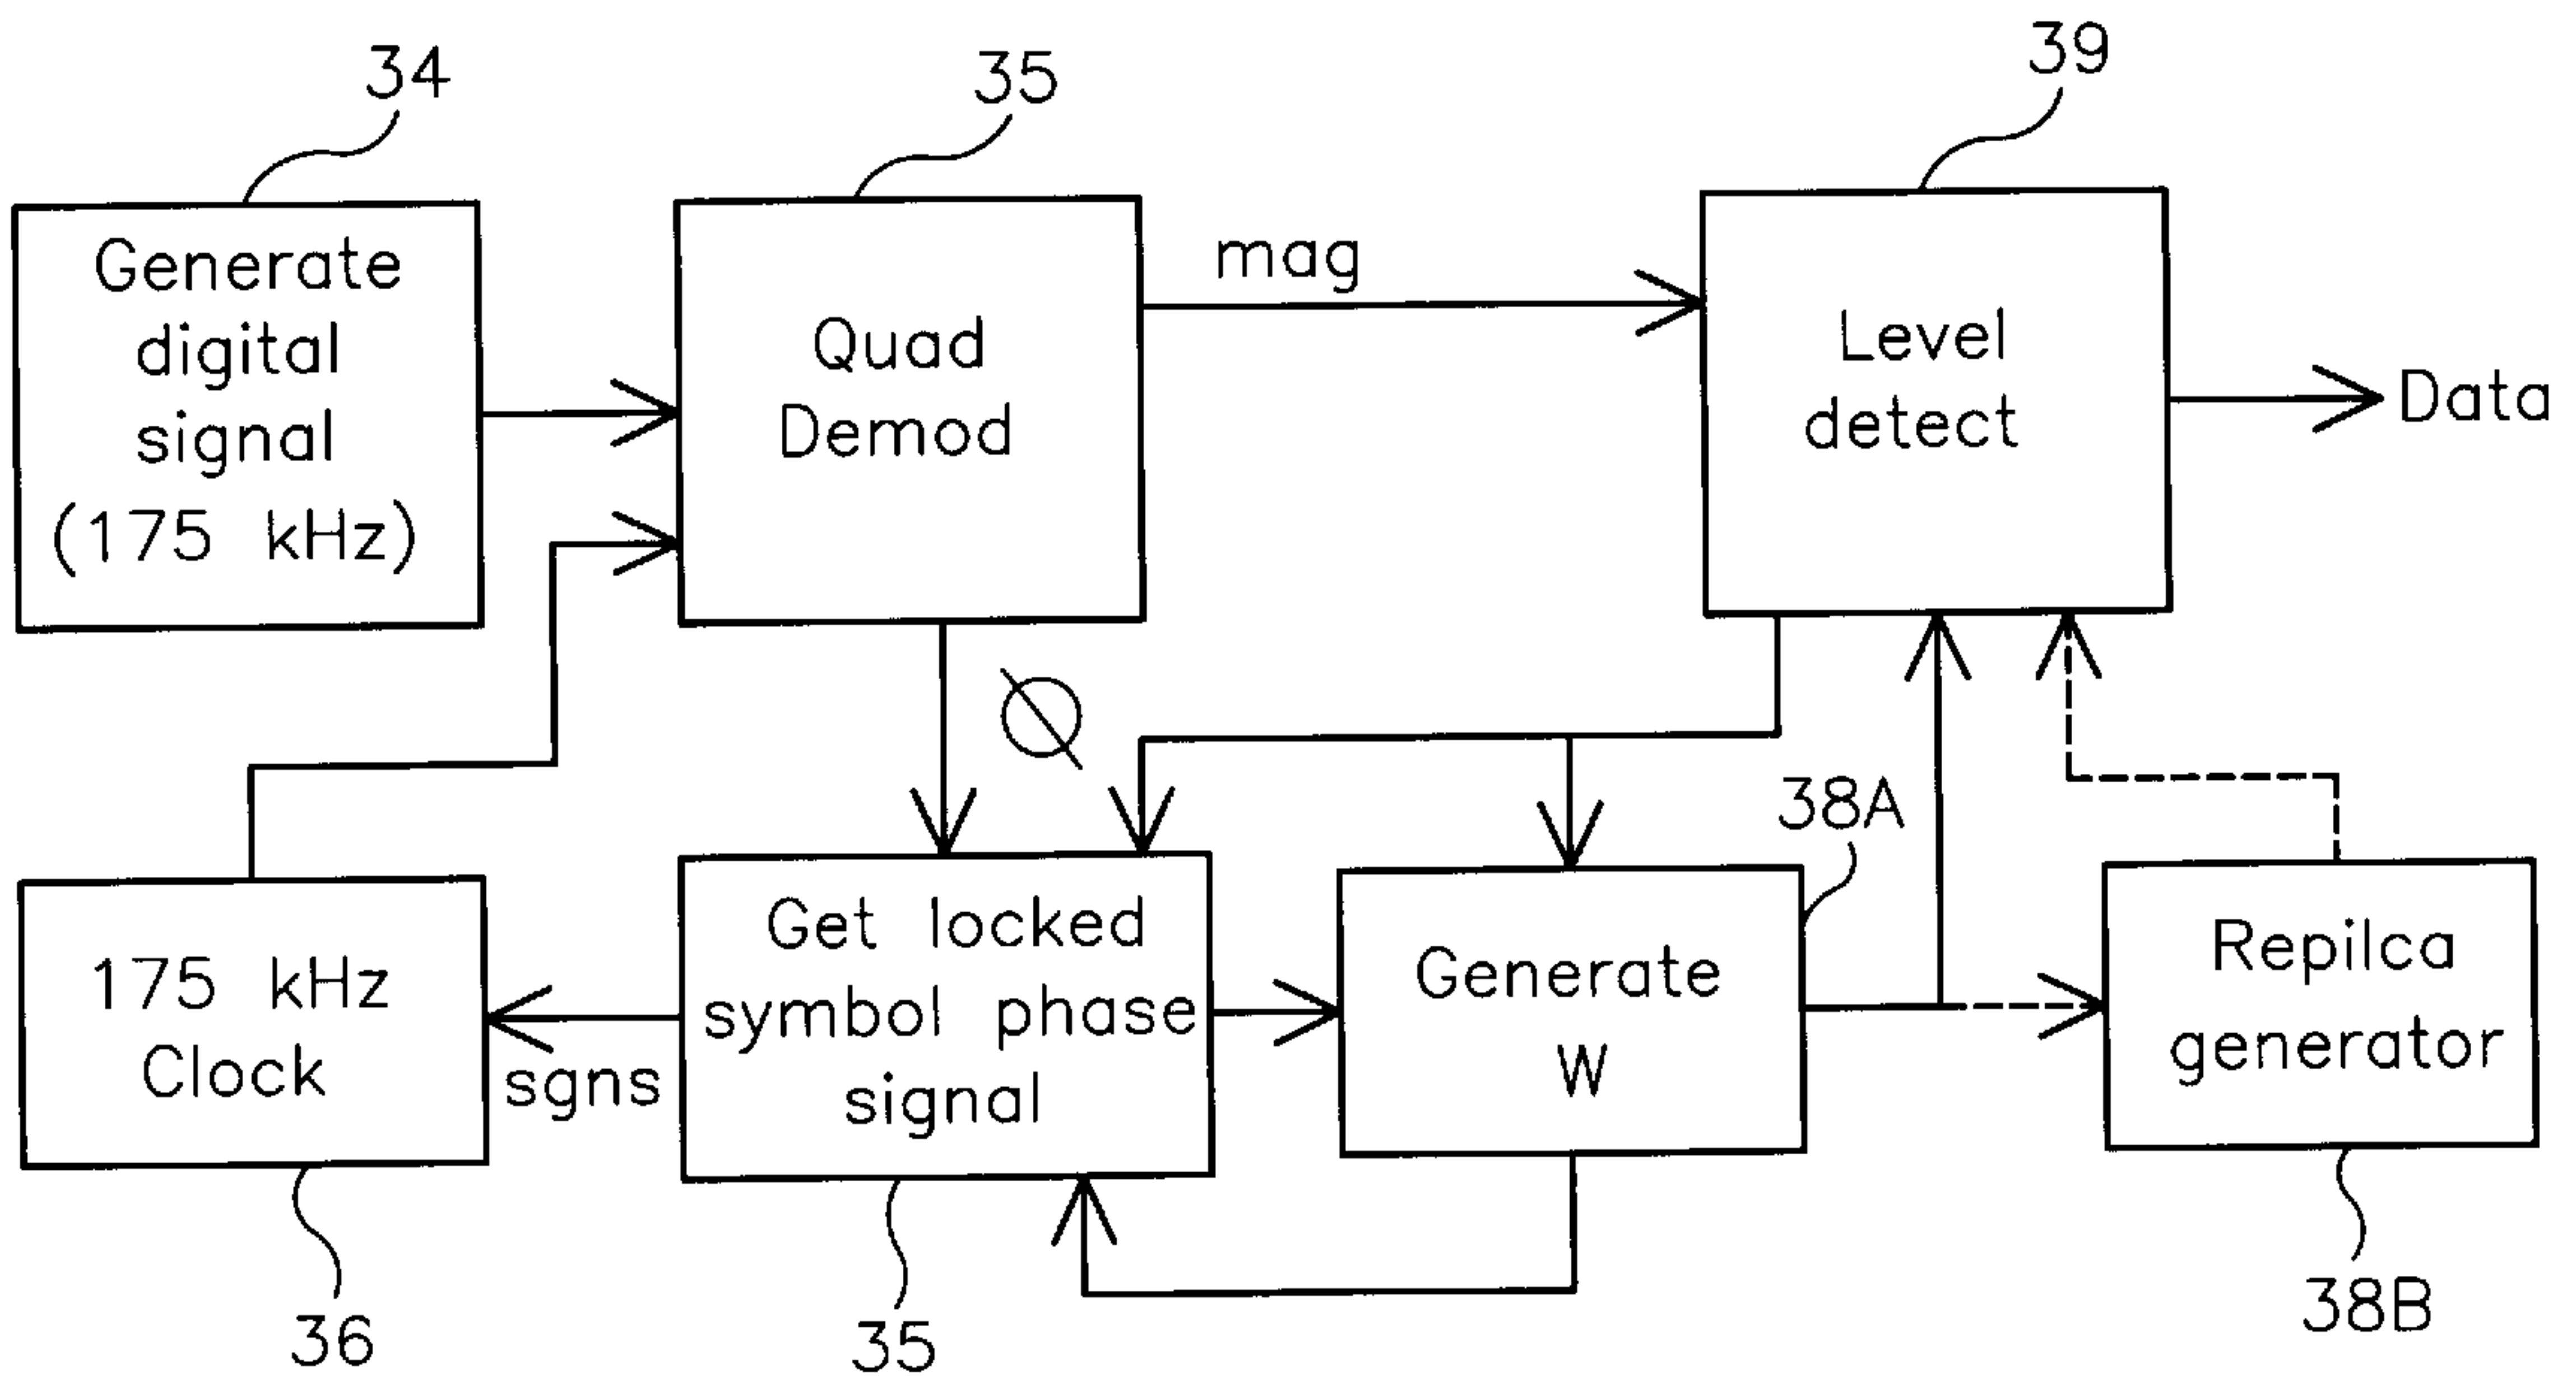 34
35
39
Generate
digital
signal
(175 kHz)
Quad
Demod
mag
Level
detect
Data
Ø
38A
175 kHz
Clock
sgns
Get locked
symbol phase
signal
Generate
W
Repilca
generator
36
35
38B